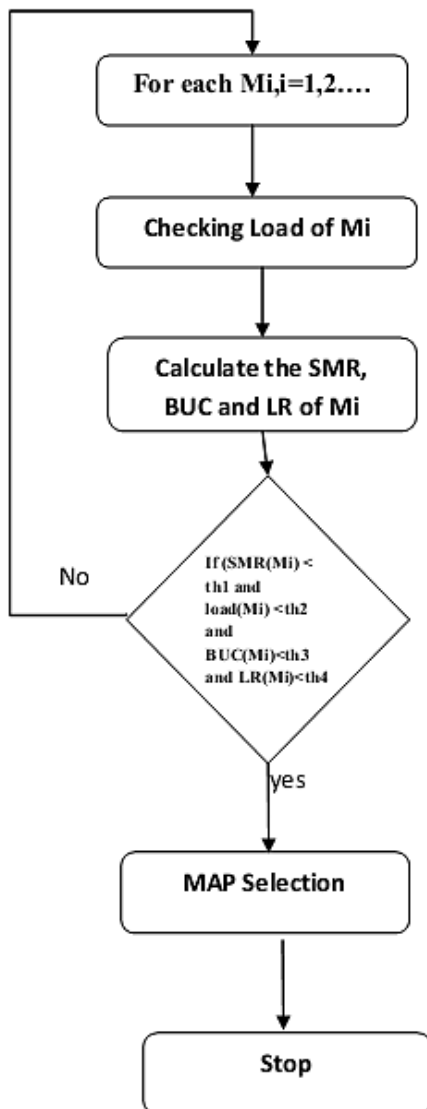 For each Mi,i=1,2....
Checking Load of Mi
Calculate the SMR,
BUC and LR of Mi
If (SMR(Mi) <
th1 and
load(Mi) <th2
and
BUC(Mi)<th3
and LR(Mi)<th4
No
yes
MAP Selection
Stop